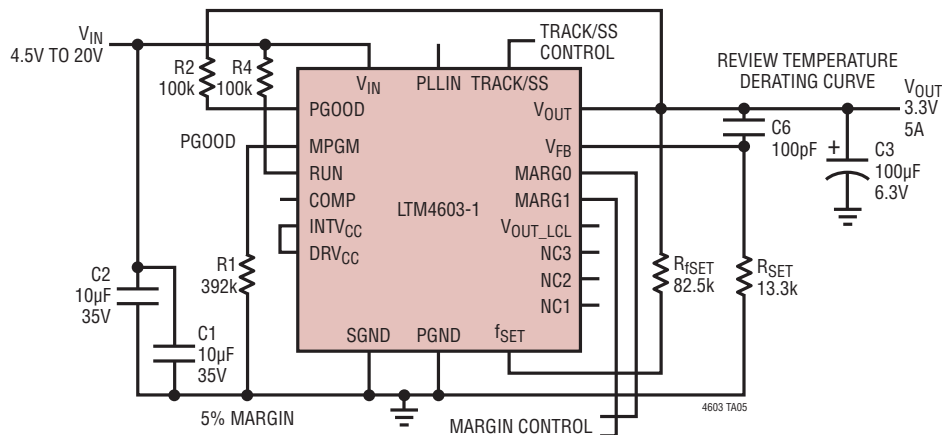 V_IN
4.5V TO 20V
R2
100k
R4
100k
TRACK/SS
CONTROL
REVIEW TEMPERATURE
DERATING CURVE
V_OUT
3.3V
5A
V_IN
PLLIN
TRACK/SS
PGOOD
V_OUT
C6
100pF
+
C3
100µF
6.3V
PGOOD
MPGM
V_FB
RUN
MARG0
COMP
LTM4603-1
MARG1
INTV_CC
V_OUT_LCL
DRV_CC
NC3
NC2
NC1
R1
392k
R_fSET
82.5k
R_SET
13.3k
C2
10µF
35V
C1
10µF
35V
SGND
PGND
f_SET
5% MARGIN
MARGIN CONTROL
4603 TA05